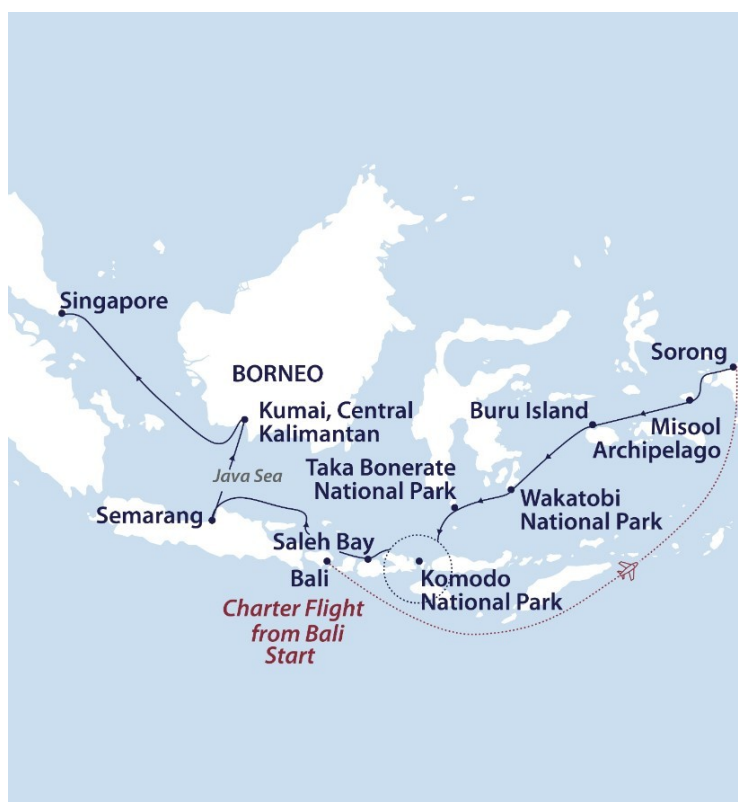 Singapore
BORNEO
Kumai, Central
Kalimantan
Java Sea
Semarang
Sorong
Misool
Archipelago
Buru Island
Taka Bonerate
National Park
Wakatobi
National Park
Saleh Bay
Bali
Komodo
National Park
Charter Flight
from Bali
Start